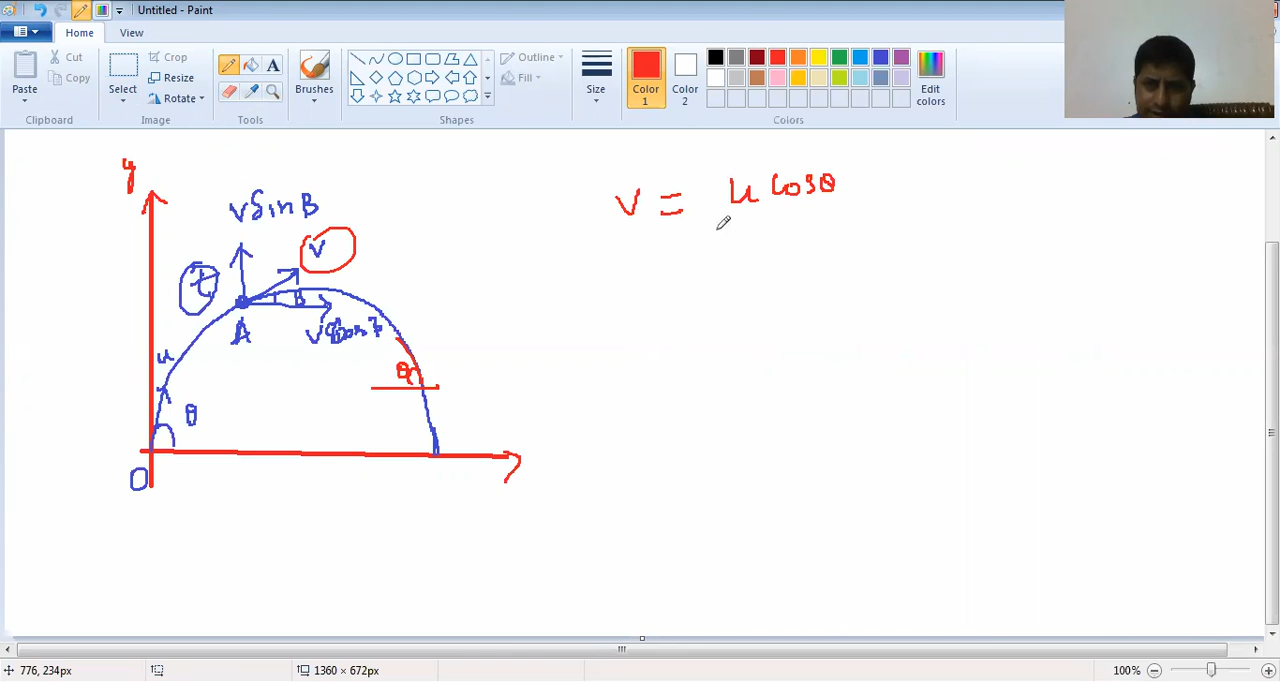 Untitled - Paint
Home
View
Paste
Cut
Copy
Clipboard
Select
Crop
Resize
Rotate
Image
A
Tools
Brushes
Shapes
Outline
Fill
Size
Color 1
Color 2
Edit colors
Colors
y
v sin B
v
t
B
A
u
θ
θ
O
v = u cosθ
776, 234px
1360 × 672px
100%